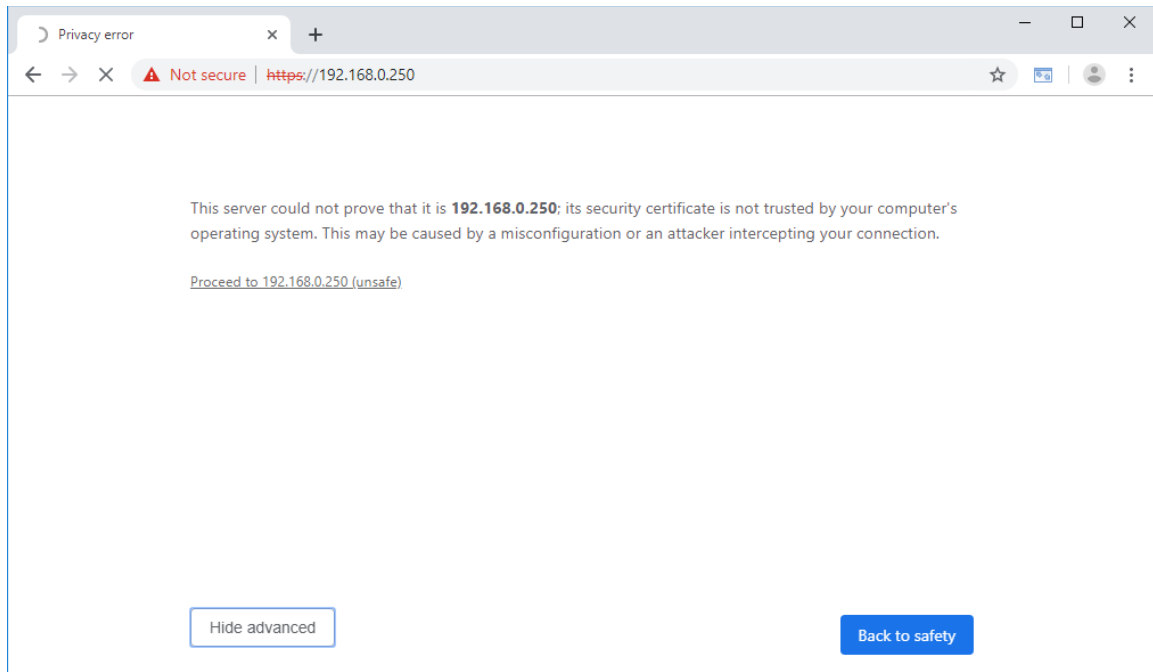 Privacy error
Not secure | https://192.168.0.250
This server could not prove that it is 192.168.0.250; its security certificate is not trusted by your computer's
operating system. This may be caused by a misconfiguration or an attacker intercepting your connection.
Proceed to 192.168.0.250 (unsafe)
Hide advanced
Back to safety